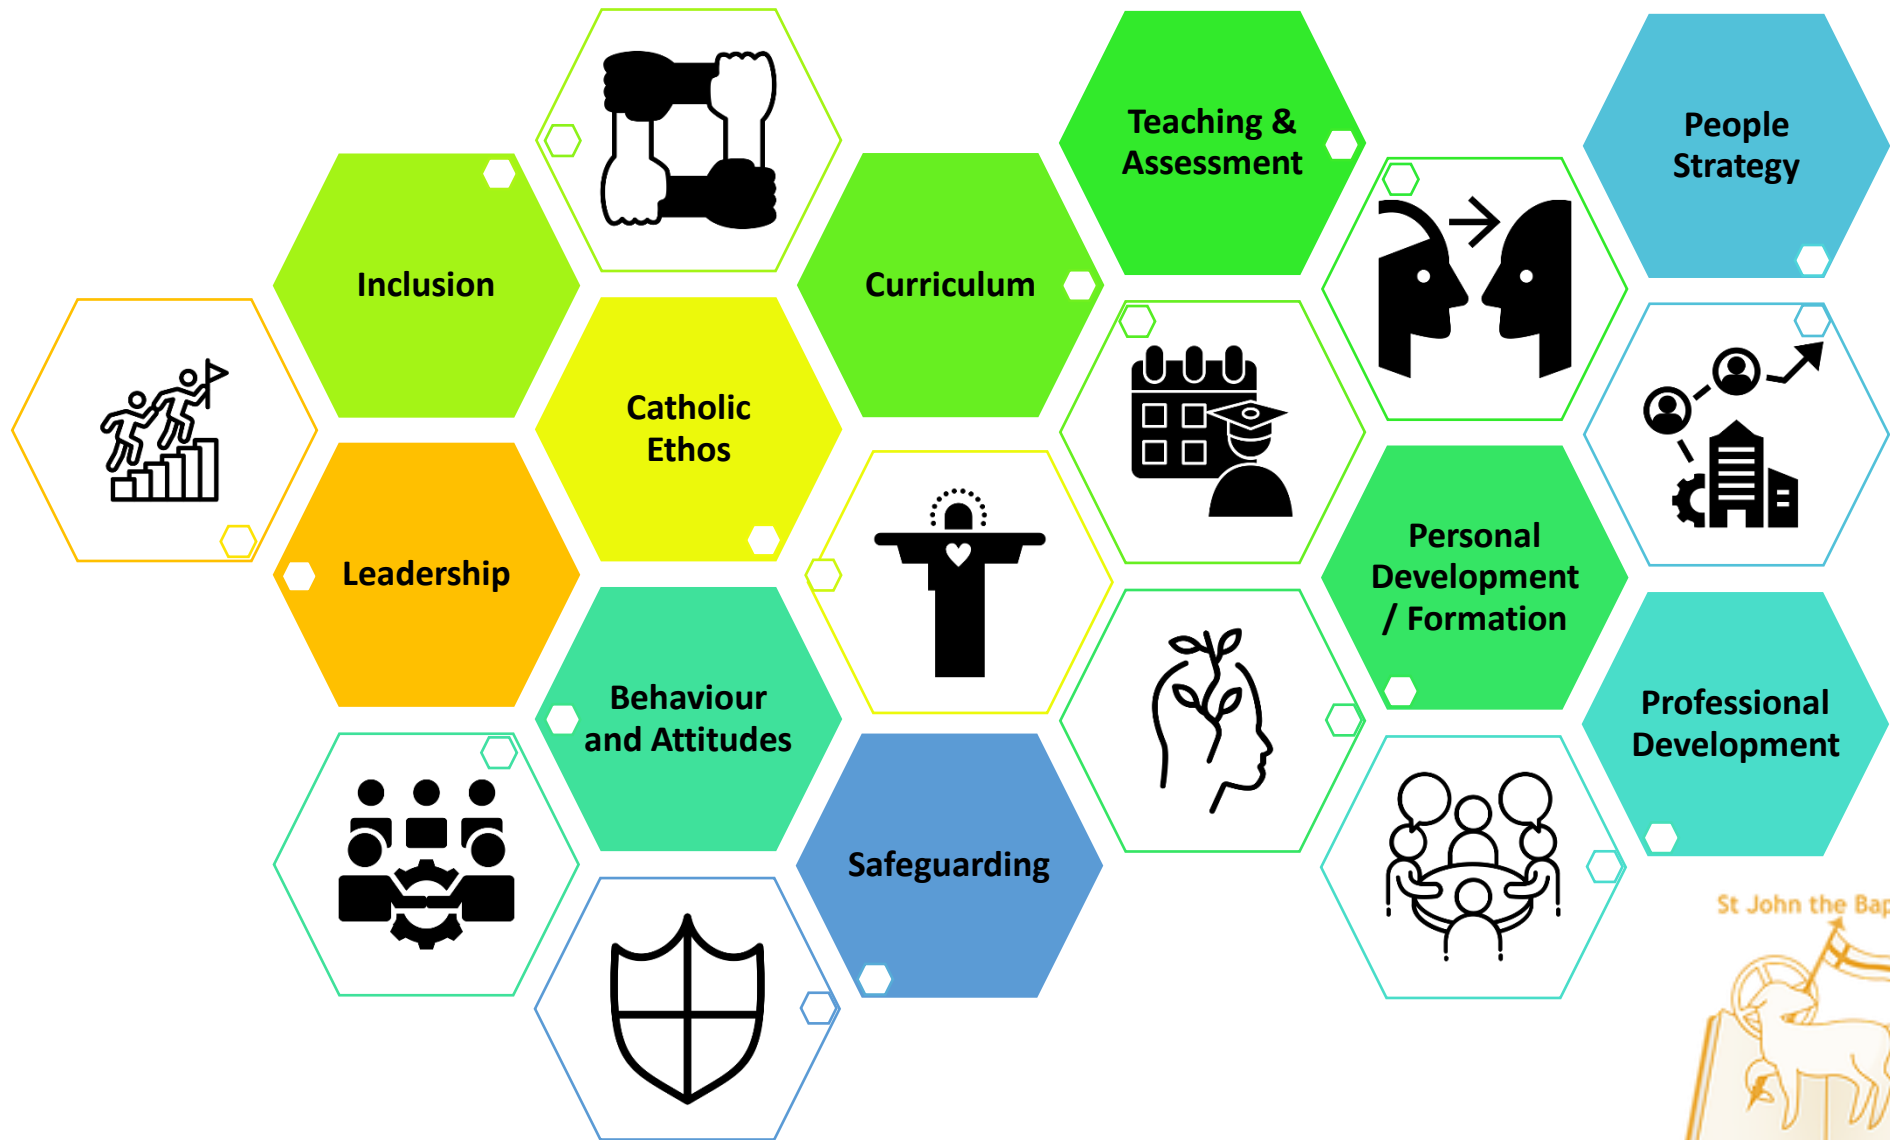 Teaching &
Assessment
People
Strategy
Inclusion
Curriculum
Catholic
Ethos
Leadership
Personal
Development
/ Formation
Behaviour
and Attitudes
Professional
Development
Safeguarding
St John the Bap